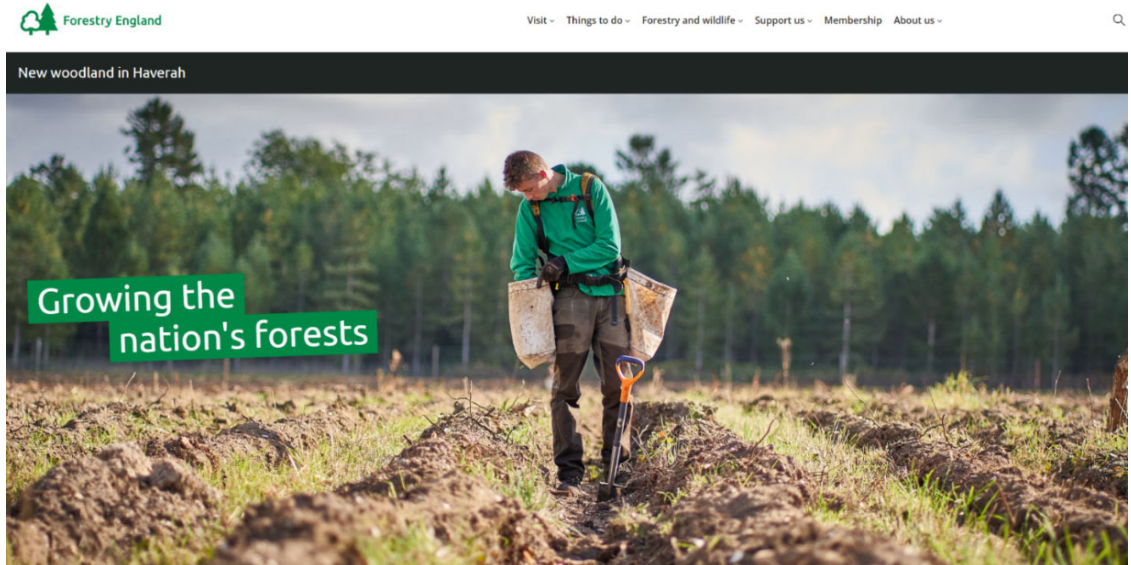 Forestry England
Visit Things to do Forestry and wildlife Support us Membership About us
New woodland in Haverah
Growing the
nation's forests